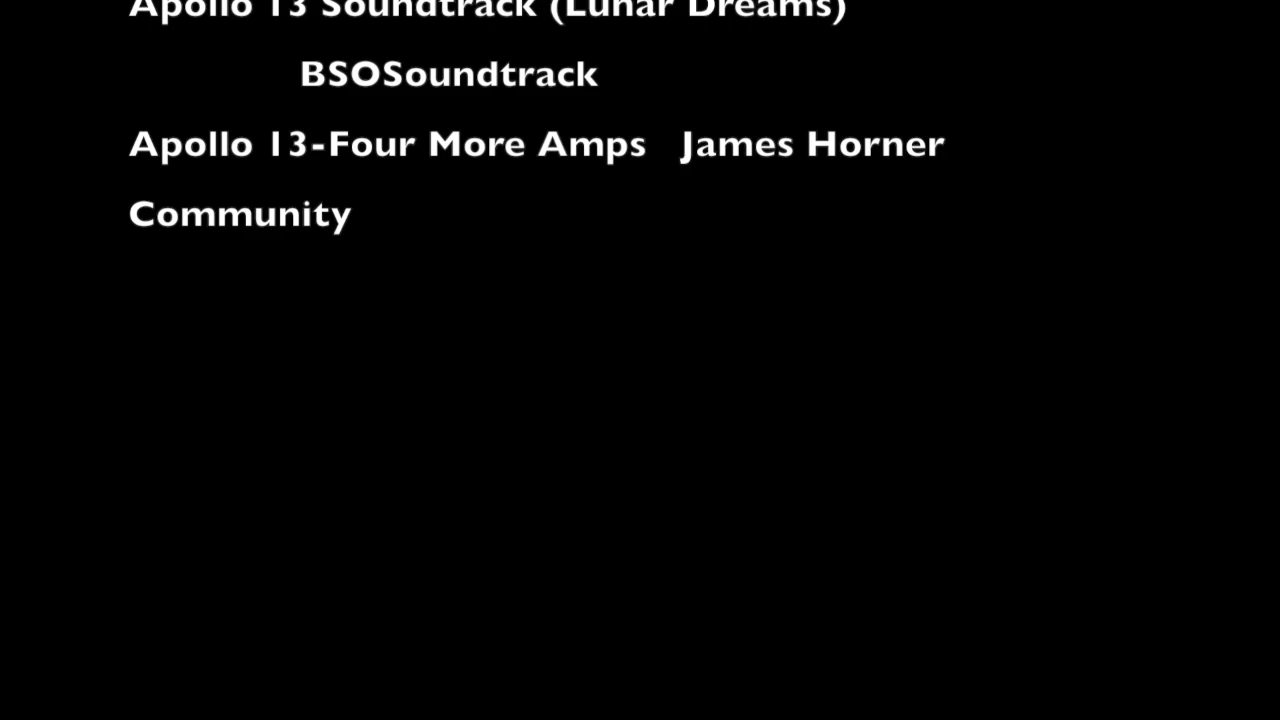 Apollo 13 Soundtrack (Lunar Dreams)
BSOSoundtrack
Apollo 13-Four More Amps James Horner
Community